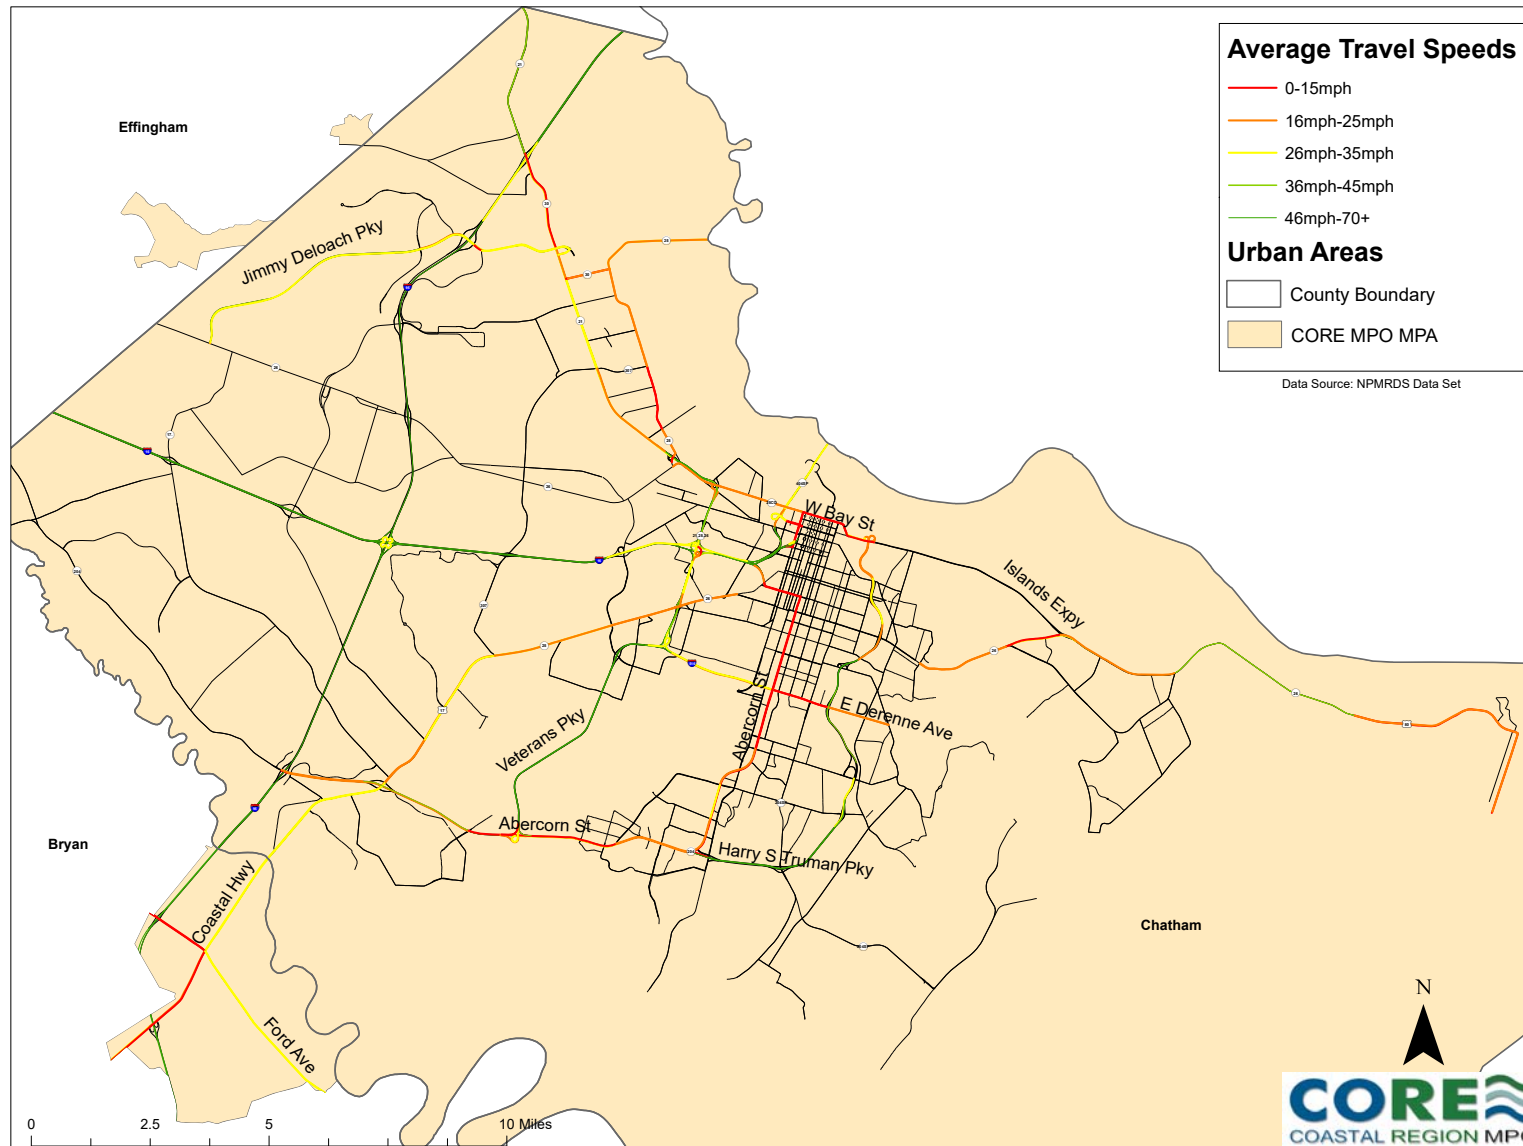 Average Travel Speeds
0-15mph
16mph-25mph
26mph-35mph
36mph-45mph
46mph-70+
Urban Areas
County Boundary
CORE MPO MPA
Data Source: NPMRDS Data Set
Effingham
Jimmy Deloach Pky
W Bay St
Islands Expy
Abercorn St
E Derenne Ave
Veterans Pky
Abercorn St
Harry S Truman Pky
Bryan
Coastal Hwy
Chatham
Ford Ave
N
0
2.5
5
10 Miles
CORE
COASTAL REGION MPO